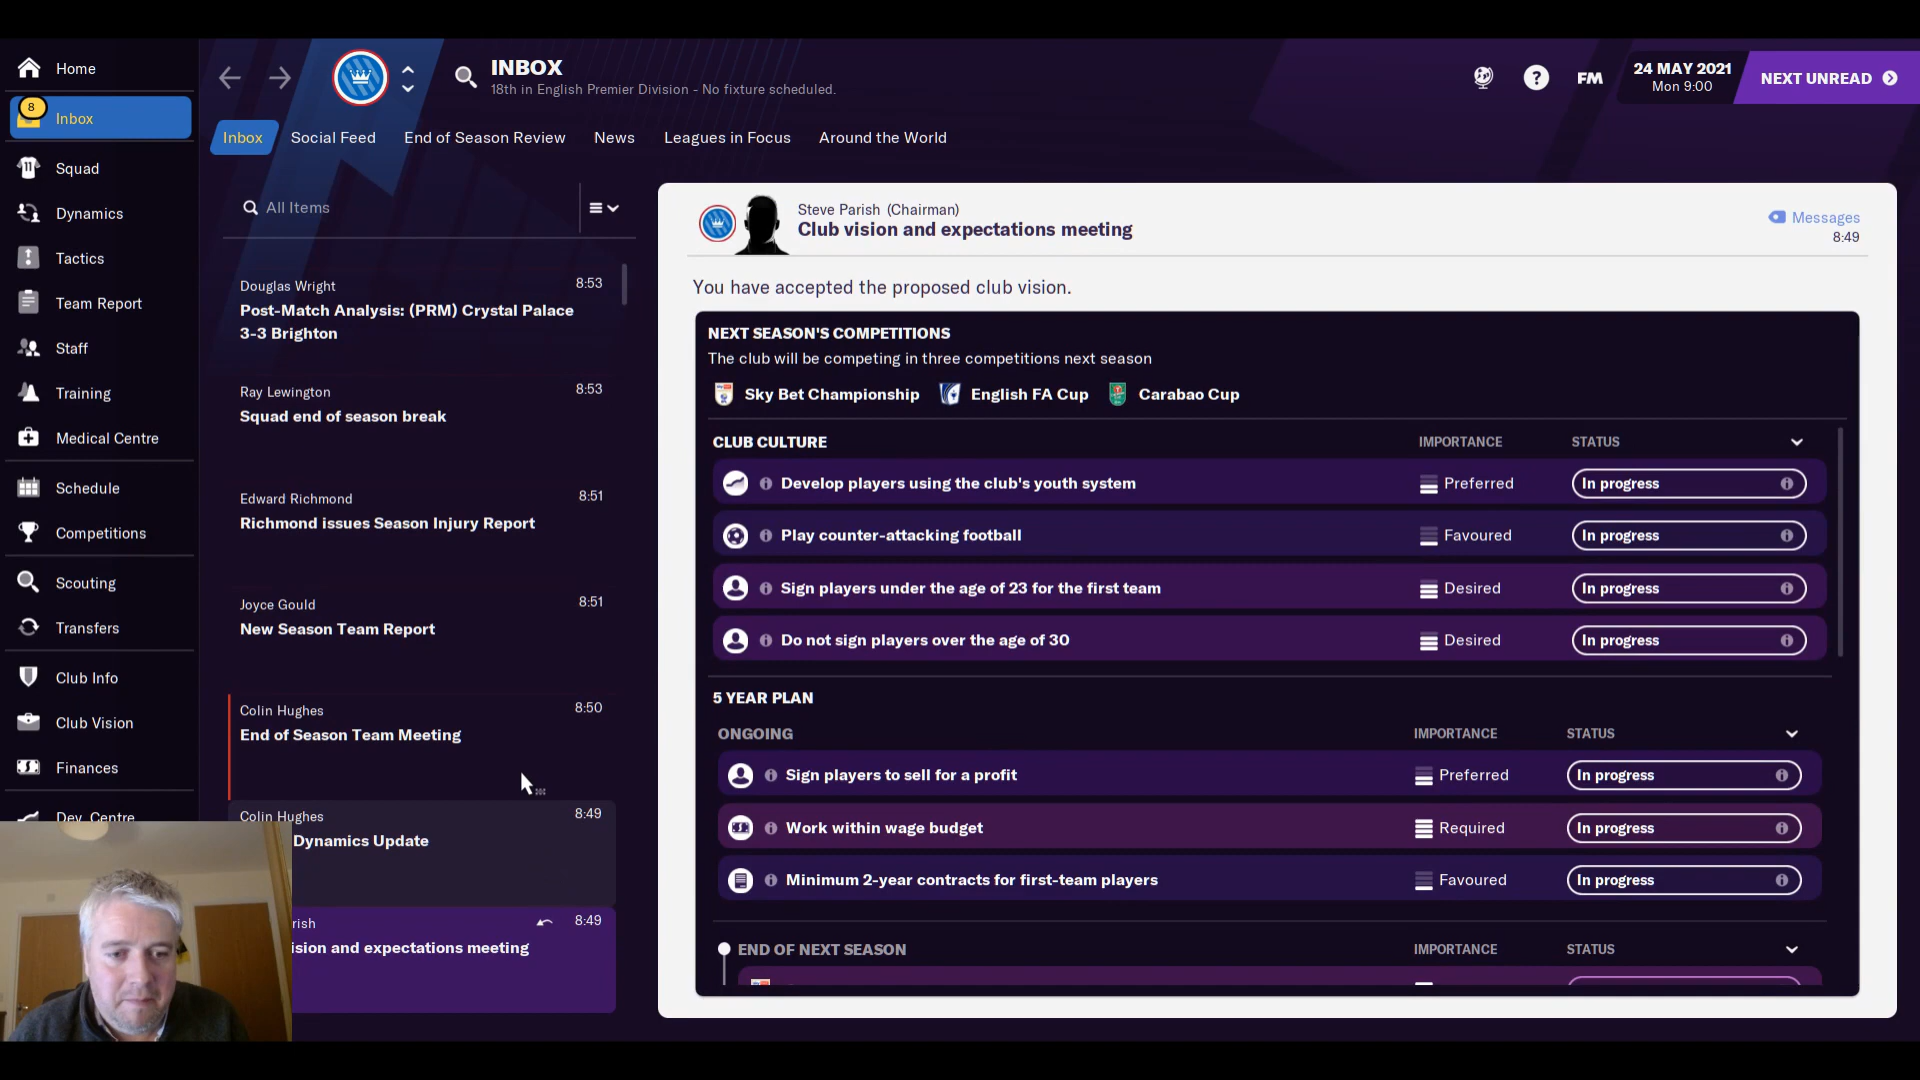 Home
8
Inbox
Squad
Dynamics
Tactics
Team Report
Staff
Training
Medical Centre
Schedule
Competitions
Scouting
Transfers
Club Info
Club Vision
Finances
Dev. Centre
INBOX
18th in English Premier Division - No fixture scheduled.
FM
24 MAY 2021
Mon 9:00
NEXT UNREAD
Inbox
Social Feed
End of Season Review
News
Leagues in Focus
Around the World
All Items
Douglas Wright 8:53
Post-Match Analysis: (PRM) Crystal Palace
3-3 Brighton
Ray Lewington 8:53
Squad end of season break
Edward Richmond 8:51
Richmond issues Season Injury Report
Joyce Gould 8:51
New Season Team Report
Colin Hughes 8:50
End of Season Team Meeting
Colin Hughes 8:49
Dynamics Update
rish 8:49
ision and expectations meeting
Steve Parish (Chairman)
Club vision and expectations meeting
Messages
8:49
You have accepted the proposed club vision.
NEXT SEASON'S COMPETITIONS
The club will be competing in three competitions next season
Sky Bet Championship English FA Cup Carabao Cup
CLUB CULTURE IMPORTANCE STATUS
Develop players using the club's youth system Preferred In progress
Play counter-attacking football Favoured In progress
Sign players under the age of 23 for the first team Desired In progress
Do not sign players over the age of 30 Desired In progress
5 YEAR PLAN
ONGOING IMPORTANCE STATUS
Sign players to sell for a profit Preferred In progress
Work within wage budget Required In progress
Minimum 2-year contracts for first-team players Favoured In progress
END OF NEXT SEASON IMPORTANCE STATUS